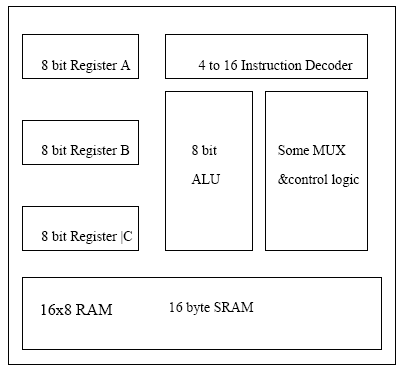 8 bit Register A
4 to 16 Instruction Decoder
8 bit Register B
8 bit
ALU
Some MUX
&control logic
8 bit Register |C
16x8 RAM
16 byte SRAM